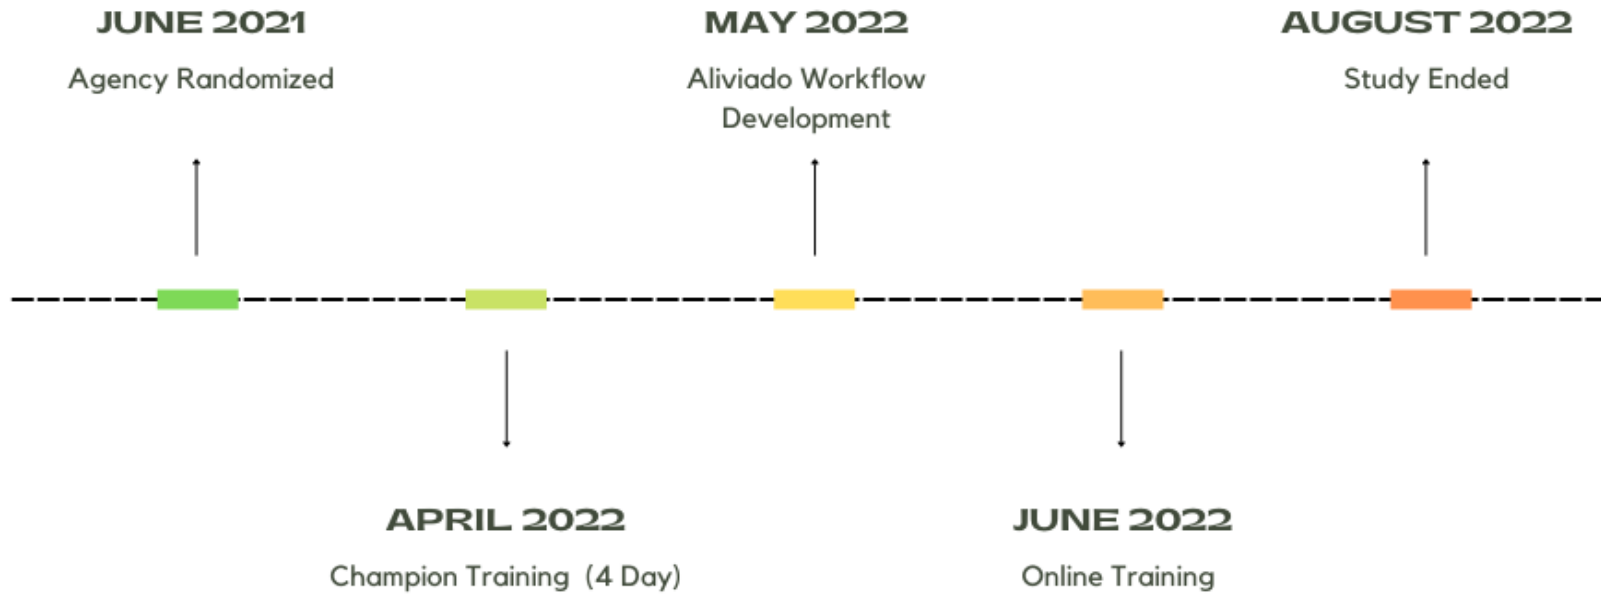 JUNE 2021
Agency Randomized
MAY 2022
Aliviado Workflow
Development
AUGUST 2022
Study Ended
APRIL 2022
Champion Training (4 Day)
JUNE 2022
Online Training